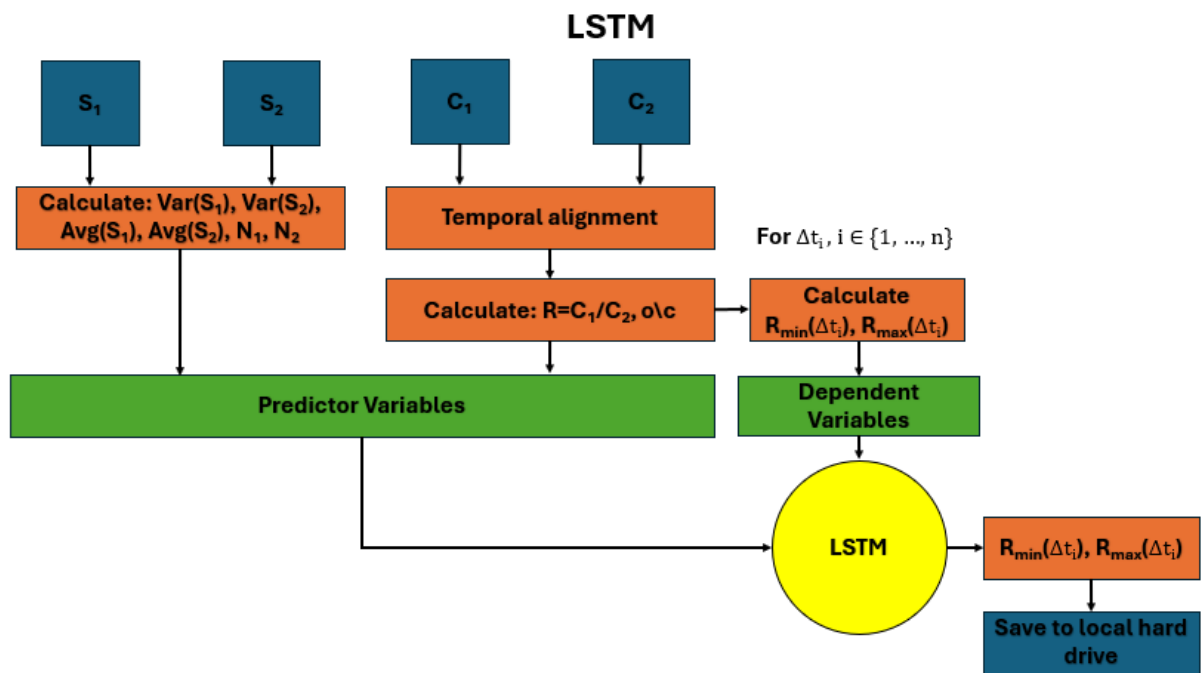 LSTM
S₁
S₂
C₁
C₂
Calculate: Var(S₁), Var(S₂),
Avg(S₁), Avg(S₂), N₁, N₂
Temporal alignment
For Δtᵢ , i ∈ {1, ..., n}
Calculate: R=C₁/C₂, o\c
Calculate
Rₘᵢₙ(Δtᵢ), Rₘₐₓ(Δtᵢ)
Predictor Variables
Dependent
Variables
LSTM
Rₘᵢₙ(Δtᵢ), Rₘₐₓ(Δtᵢ)
Save to local hard
drive